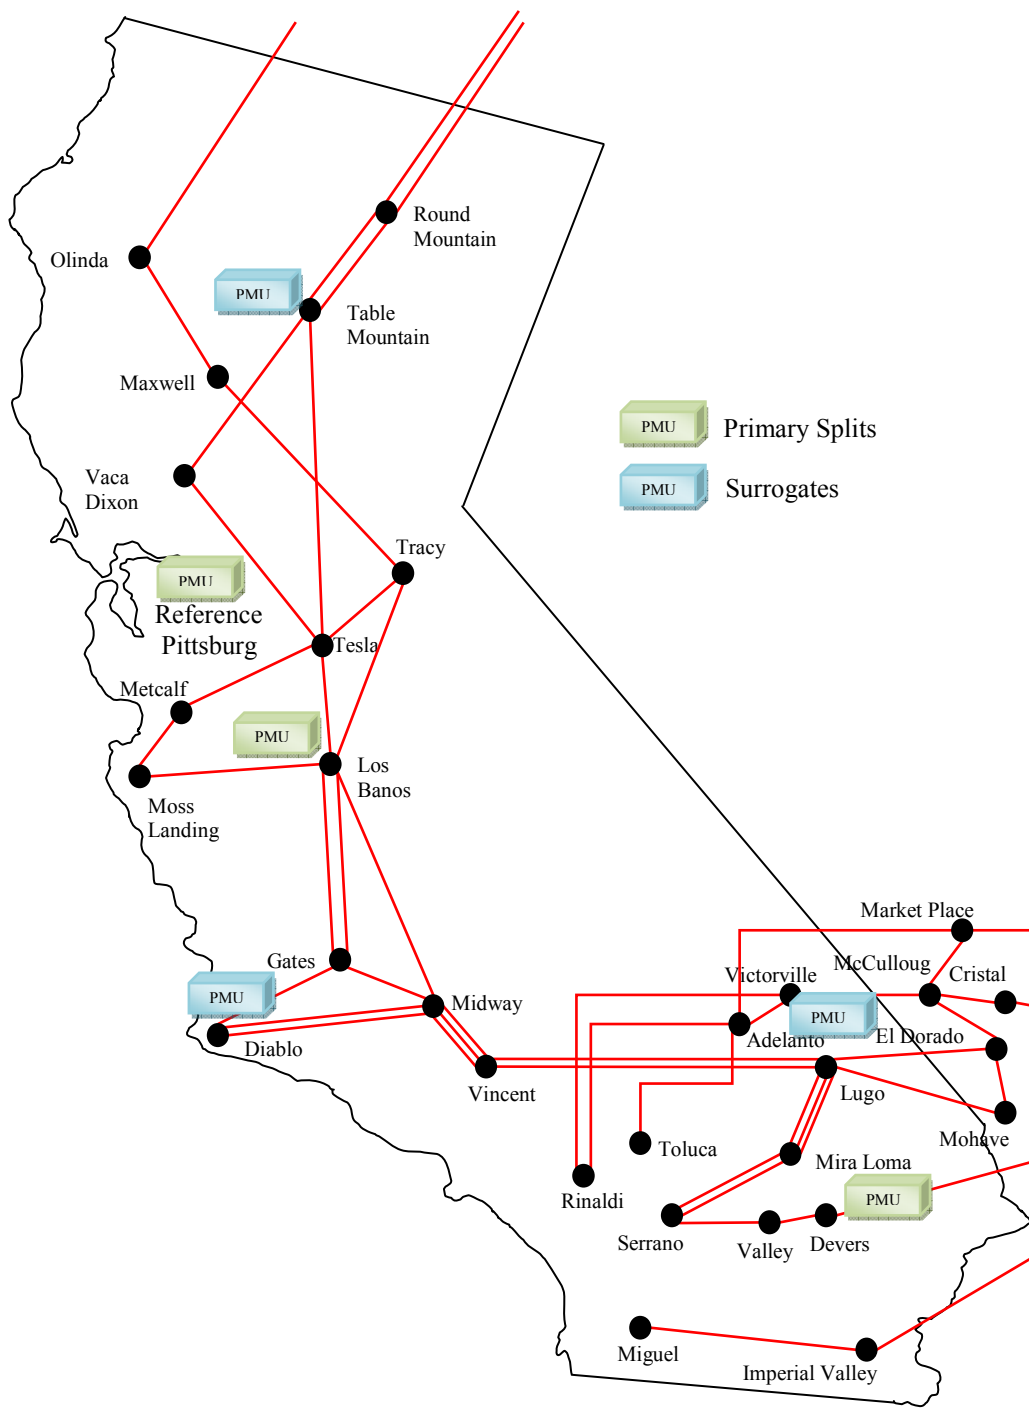 Round
Mountain
Olinda
PMU
Table
Mountain
Maxwell
PMU
Primary Splits
PMU
Surrogates
Vaca
Dixon
Tracy
PMU
Reference
Pittsburg
Tesla
Metcalf
PMU
Los
Banos
Moss
Landing
Market Place
Gates
Victorville
McCulloug
Cristal
PMU
Midway
PMU
Diablo
Adelanto
El Dorado
Vincent
Lugo
Mohave
Toluca
Mira Loma
Rinaldi
PMU
Serrano
Valley
Devers
Miguel
Imperial Valley